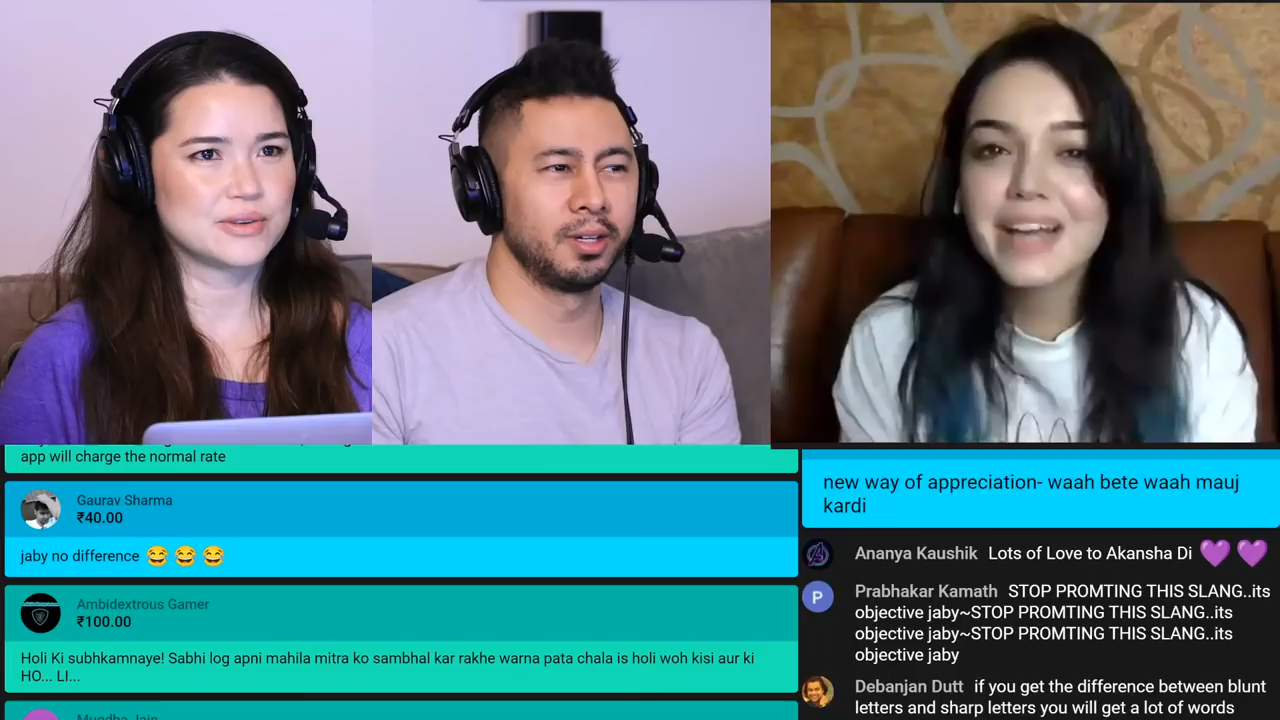 app will charge the normal rate
Gaurav Sharma
₹40.00
jaby no difference 😂 😂 😂
Ambidextrous Gamer
₹100.00
Holi Ki subhkamnaye! Sabhi log apni mahila mitra ko sambhal kar rakhe warna pata chala is holi woh kisi aur ki
HO... LI...
Mugdha Jain
new way of appreciation- waah bete waah mauj
kardi
Ananya Kaushik Lots of Love to Akansha Di 💜 💜
P
Prabhakar Kamath STOP PROMTING THIS SLANG..its
objective jaby~STOP PROMTING THIS SLANG..its
objective jaby~STOP PROMTING THIS SLANG..its
objective jaby
Debanjan Dutt if you get the difference between blunt
letters and sharp letters you will get a lot of words